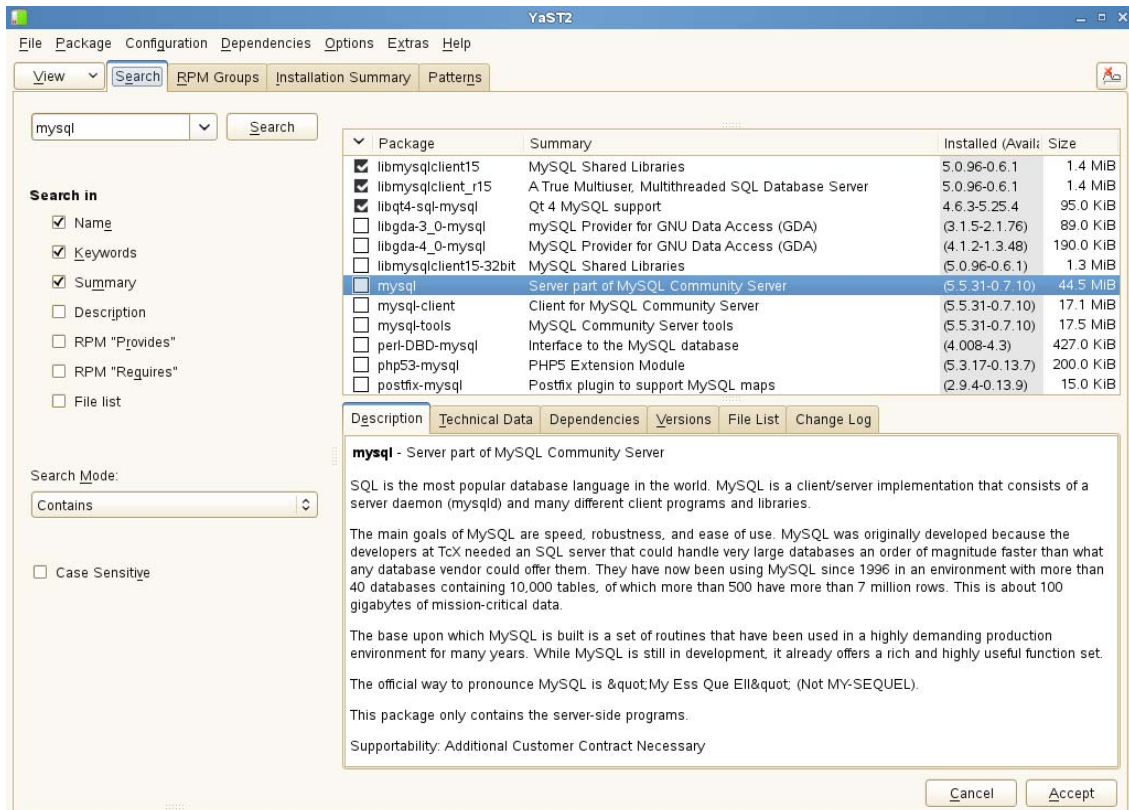 YaST2
File Package Configuration Dependencies Options Extras Help
View Search RPM Groups Installation Summary Patterns
mysql Search
Search in
Name
Keywords
Summary
Description
RPM "Provides"
RPM "Requires"
File list
Search Mode:
Contains
Case Sensitive
Package Summary Installed (Availa Size
libmysqlclient15 MySQL Shared Libraries 5.0.96-0.6.1 1.4 MiB
libmysqlclient_r15 A True Multiuser, Multithreaded SQL Database Server 5.0.96-0.6.1 1.4 MiB
libqt4-sql-mysql Qt 4 MySQL support 4.6.3-5.25.4 95.0 KiB
libgda-3_0-mysql mySQL Provider for GNU Data Access (GDA) (3.1.5-2.1.76) 89.0 KiB
libgda-4_0-mysql MySQL Provider for GNU Data Access (GDA) (4.1.2-1.3.48) 190.0 KiB
libmysqlclient15-32bit MySQL Shared Libraries (5.0.96-0.6.1) 1.3 MiB
mysql Server part of MySQL Community Server (5.5.31-0.7.10) 44.5 MiB
mysql-client Client for MySQL Community Server (5.5.31-0.7.10) 17.1 MiB
mysql-tools MySQL Community Server tools (5.5.31-0.7.10) 17.5 MiB
perl-DBD-mysql Interface to the MySQL database (4.008-4.3) 427.0 KiB
php53-mysql PHP5 Extension Module (5.3.17-0.13.7) 200.0 KiB
postfix-mysql Postfix plugin to support MySQL maps (2.9.4-0.13.9) 15.0 KiB
Description Technical Data Dependencies Versions File List Change Log
mysql - Server part of MySQL Community Server
SQL is the most popular database language in the world. MySQL is a client/server implementation that consists of a
server daemon (mysqld) and many different client programs and libraries.
The main goals of MySQL are speed, robustness, and ease of use. MySQL was originally developed because the
developers at TcX needed an SQL server that could handle very large databases an order of magnitude faster than what
any database vendor could offer them. They have now been using MySQL since 1996 in an environment with more than
40 databases containing 10,000 tables, of which more than 500 have more than 7 million rows. This is about 100
gigabytes of mission-critical data.
The base upon which MySQL is built is a set of routines that have been used in a highly demanding production
environment for many years. While MySQL is still in development, it already offers a rich and highly useful function set.
The official way to pronounce MySQL is &quot;My Ess Que Ell&quot; (Not MY-SEQUEL).
This package only contains the server-side programs.
Supportability: Additional Customer Contract Necessary
Cancel Accept